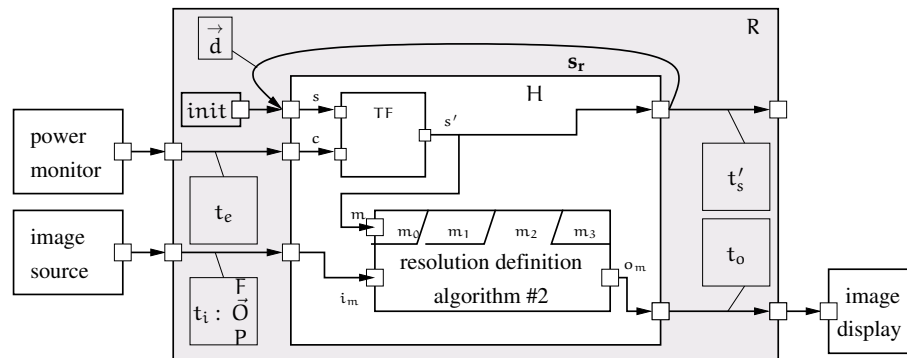 R
d⃗
s_r
H
init
s
TF
s′
power
monitor
c
t_e
t′_s
m
m₀ m₁ m₂ m₃
image
source
resolution definition
algorithm #2
o_m
t_o
i_m
F
t_i : O⃗
P
image
display